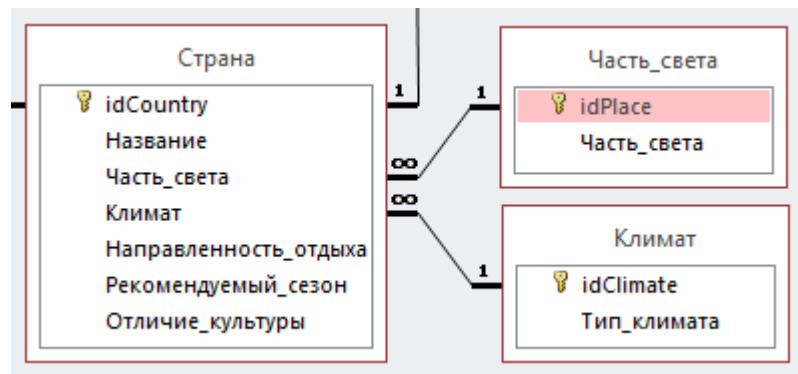 Страна
idCountry
Название
Часть_света
Климат
Направленность_отдыха
Рекомендуемый_сезон
Отличие_культуры
1
∞
∞
1
1
Часть_света
idPlace
Часть_света
Климат
idClimate
Тип_климата